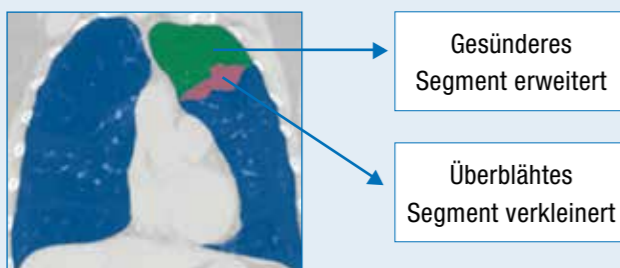 Gesünderes
Segment erweitert
Überblähtes
Segment verkleinert